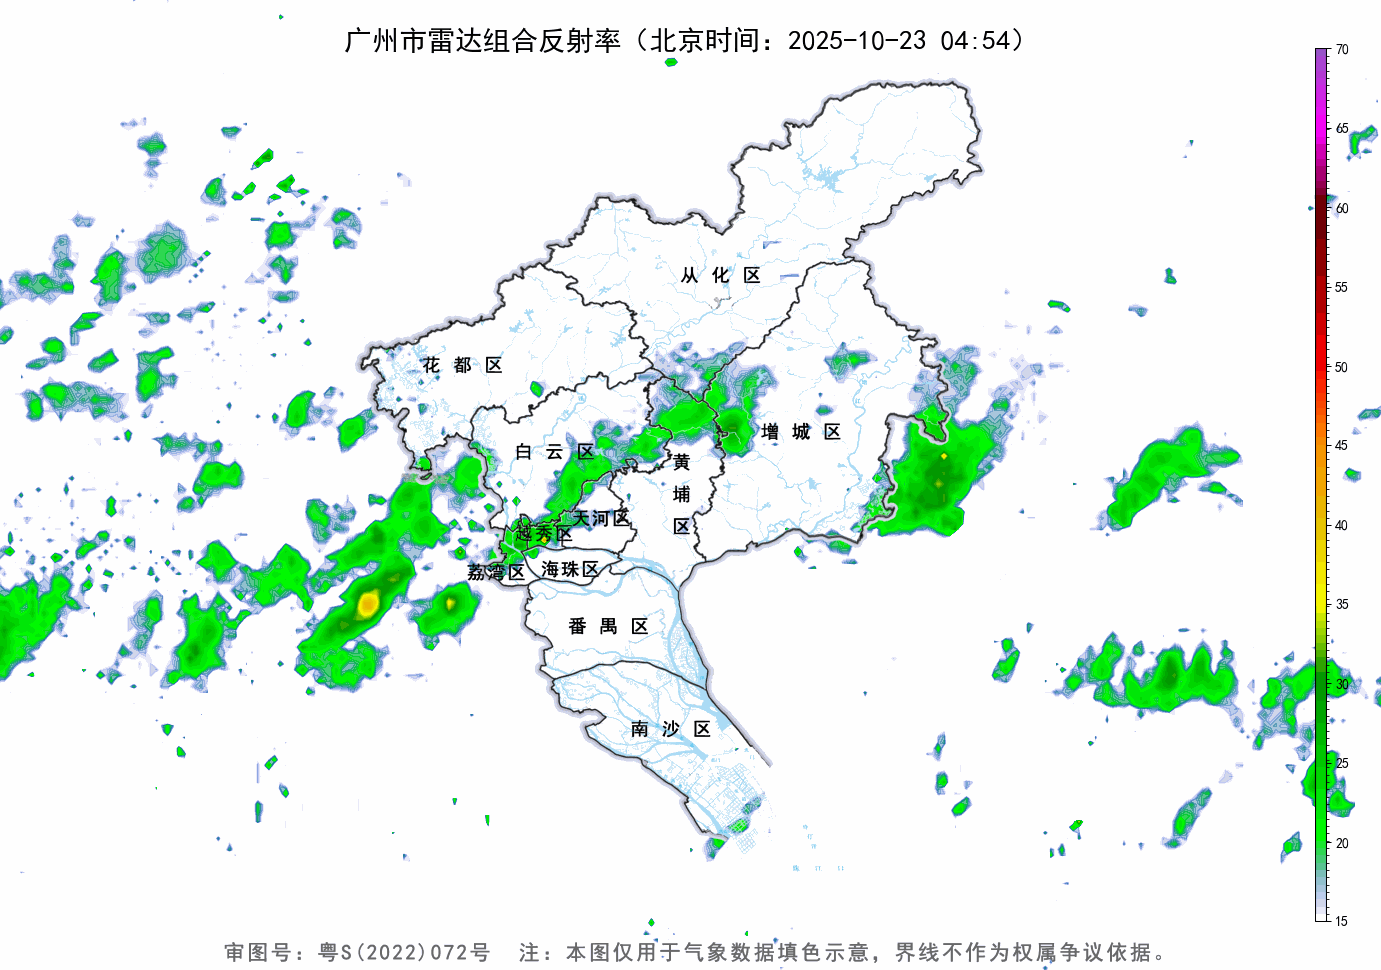 广州市雷达组合反射率（北京时间：2025-10-23 04:54）
70
65
60
55
50
45
40
35
30
25
20
15
从化区
花都区
增城区
白云区
黄埔区
天河区
越秀区
荔湾区
海珠区
番禺区
南沙区
审图号：粤S(2022)072号 注：本图仅用于气象数据填色示意，界线不作为权属争议依据。